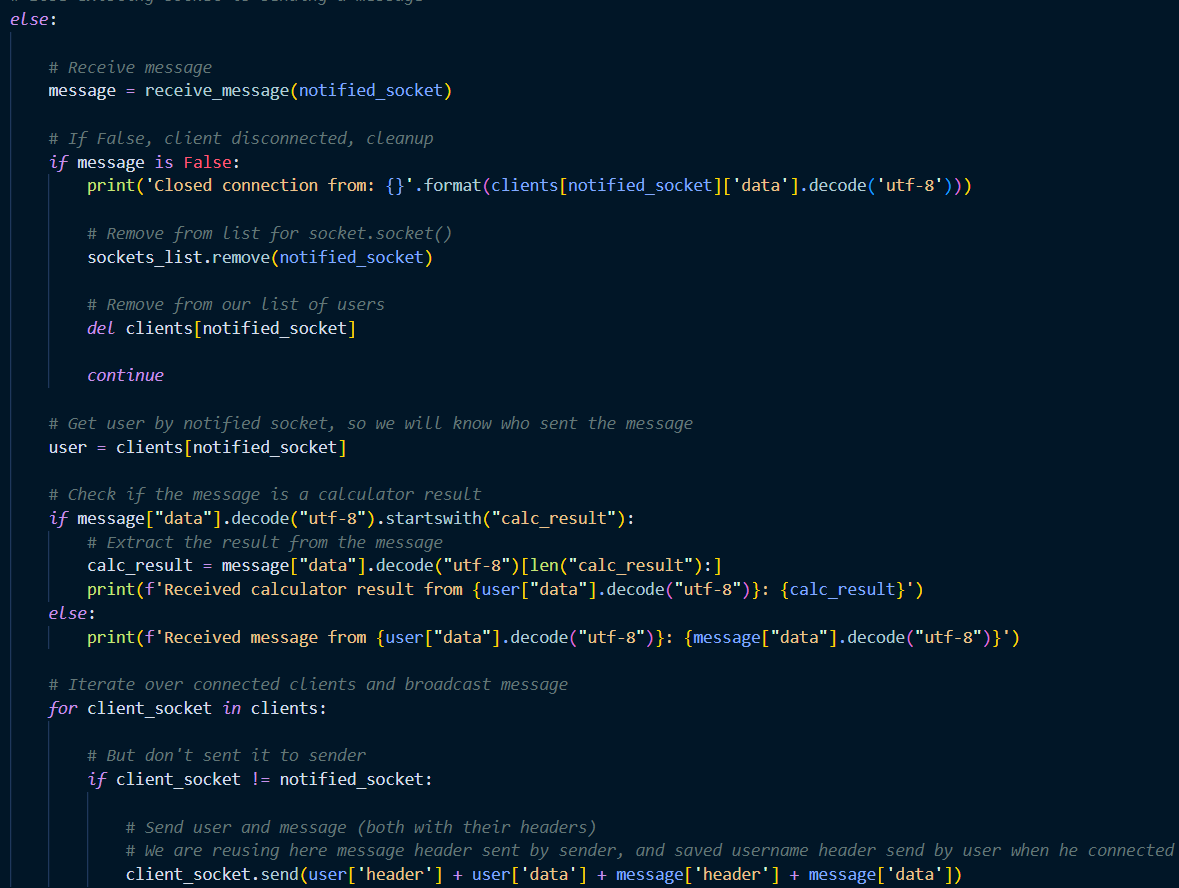 else:
# Receive message
message = receive_message(notified_socket)
# If False, client disconnected, cleanup
if message is False:
print('Closed connection from: {}'.format(clients[notified_socket]['data'].decode('utf-8')))
# Remove from list for socket.socket()
sockets_list.remove(notified_socket)
# Remove from our list of users
del clients[notified_socket]
continue
# Get user by notified socket, so we will know who sent the message
user = clients[notified_socket]
# Check if the message is a calculator result
if message["data"].decode("utf-8").startswith("calc_result"):
# Extract the result from the message
calc_result = message["data"].decode("utf-8")[len("calc_result"):]
print(f'Received calculator result from {user["data"].decode("utf-8")}: {calc_result}')
else:
print(f'Received message from {user["data"].decode("utf-8")}: {message["data"].decode("utf-8")}')
# Iterate over connected clients and broadcast message
for client_socket in clients:
# But don't sent it to sender
if client_socket != notified_socket:
# Send user and message (both with their headers)
# We are reusing here message header sent by sender, and saved username header send by user when he connected
client_socket.send(user['header'] + user['data'] + message['header'] + message['data'])